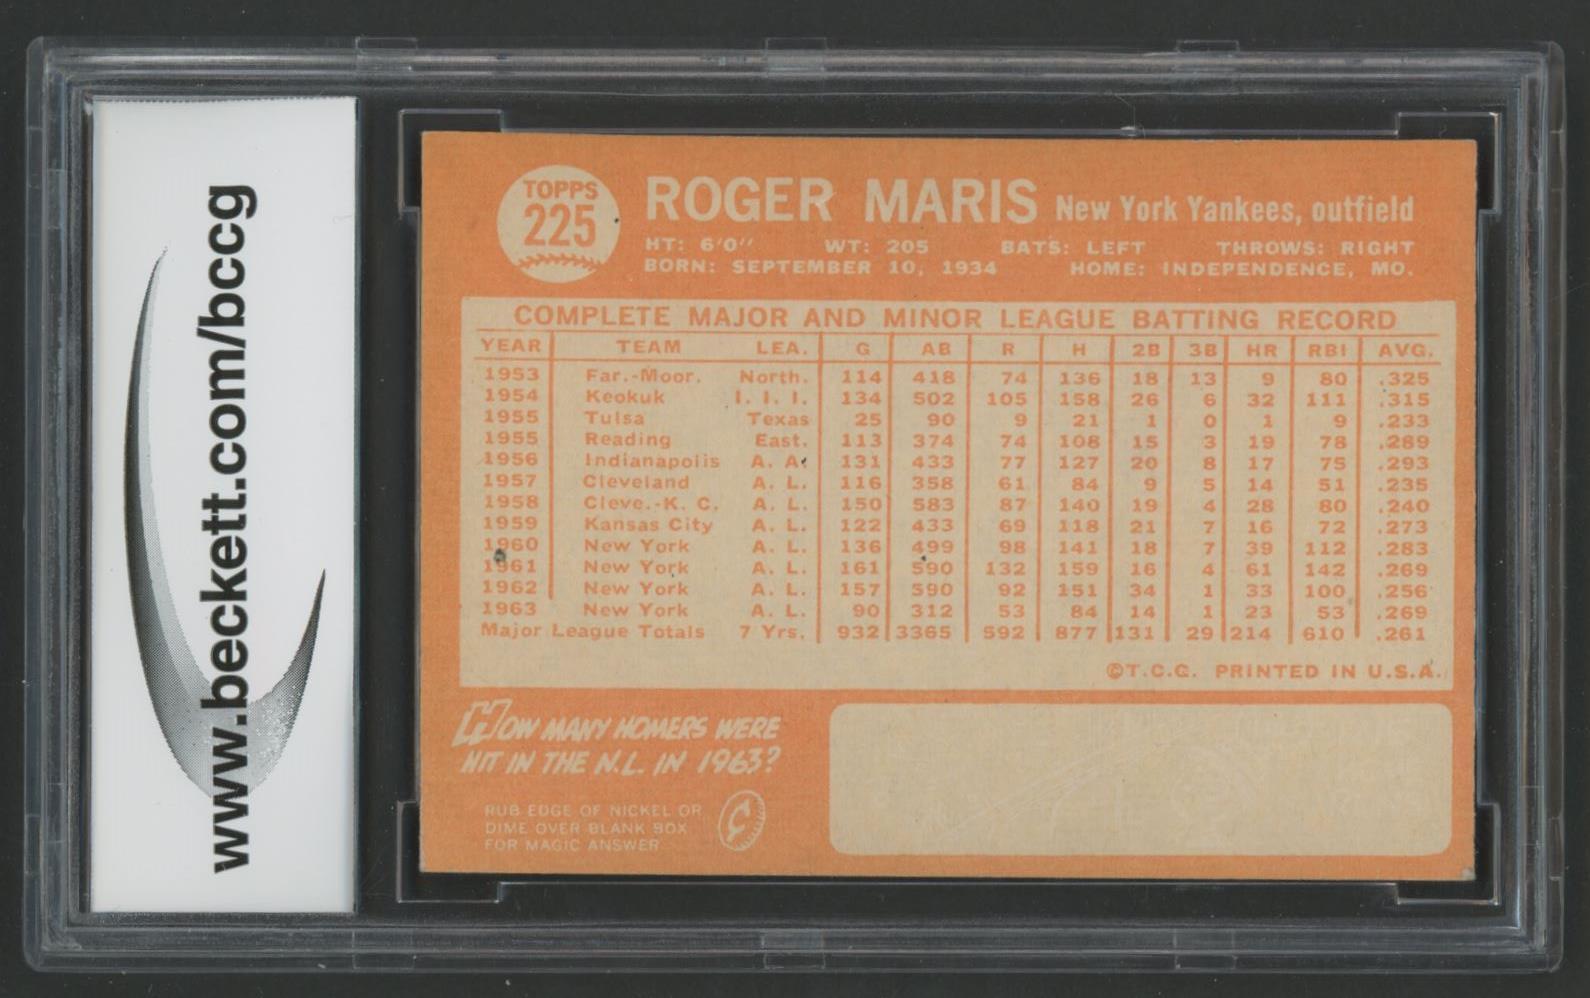 www.beckett.com/bccg
TOPPS
225
ROGER MARIS New York Yankees, outfield
HT: 6'0" WT: 205 BATS: LEFT THROWS: RIGHT
BORN: SEPTEMBER 10, 1934 HOME: INDEPENDENCE, MO.
COMPLETE MAJOR AND MINOR LEAGUE BATTING RECORD
YEAR TEAM LEA. G AB R H 2B 3B HR RBI AVG.
1953 Far.-Moor. North. 114 418 74 136 18 13 9 80 .325
1954 Keokuk I. I. I. 134 502 105 158 26 6 32 111 .315
1955 Tulsa Texas 25 90 9 21 1 0 1 9 .233
1955 Reading East. 113 374 74 108 15 3 19 78 .289
1956 Indianapolis A. A. 131 433 77 127 20 8 17 75 .293
1957 Cleveland A. L. 116 358 61 84 9 5 14 51 .235
1958 Cleve.-K. C. A. L. 150 583 87 140 19 4 28 80 .240
1959 Kansas City A. L. 122 433 69 118 21 7 16 72 .273
1960 New York A. L. 136 499 98 141 18 7 39 112 .283
1961 New York A. L. 161 590 132 159 16 4 61 142 .269
1962 New York A. L. 157 590 92 151 34 1 33 100 .256
1963 New York A. L. 90 312 53 84 14 1 23 53 .269
Major League Totals 7 Yrs. 932 3365 592 877 131 29 214 610 .261
©T.C.G. PRINTED IN U.S.A.
HOW MANY HOMERS WERE
HIT IN THE N.L. IN 1963?
RUB EDGE OF NICKEL OR
DIME OVER BLANK BOX
FOR MAGIC ANSWER